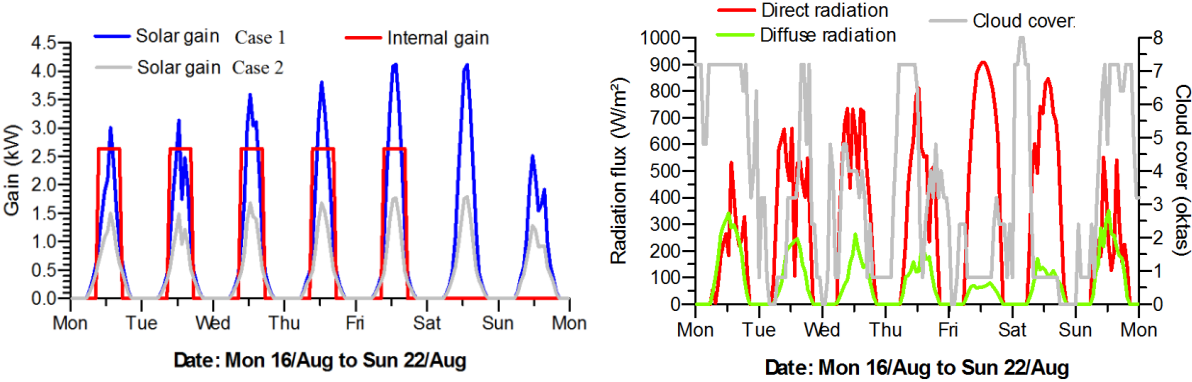 Solar gain Case 1
Internal gain
Solar gain Case 2
Gain (kW)
4.5
4.0
3.5
3.0
2.5
2.0
1.5
1.0
0.5
0.0
Mon Tue Wed Thu Fri Sat Sun Mon
Date: Mon 16/Aug to Sun 22/Aug
Direct radiation
Diffuse radiation
Cloud cover:
Radiation flux (W/m²)
1000
900
800
700
600
500
400
300
200
100
0
Cloud cover (oktas)
8
7
6
5
4
3
2
1
0
Mon Tue Wed Thu Fri Sat Sun Mon
Date: Mon 16/Aug to Sun 22/Aug